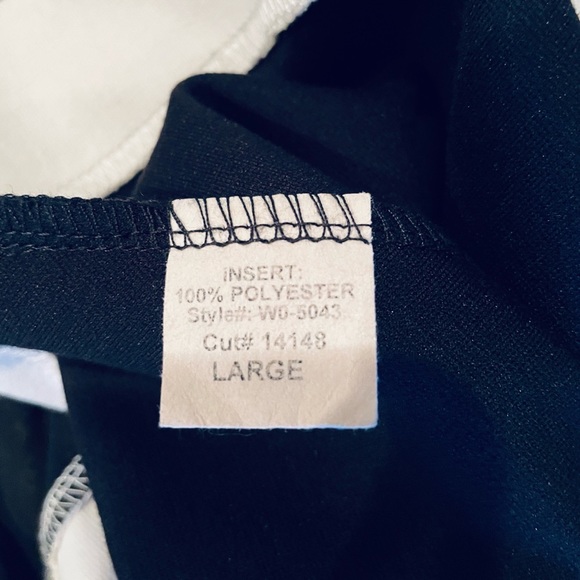 INSERT:
100% POLYESTER
Style#: W0-5043
Cut# 14148
LARGE